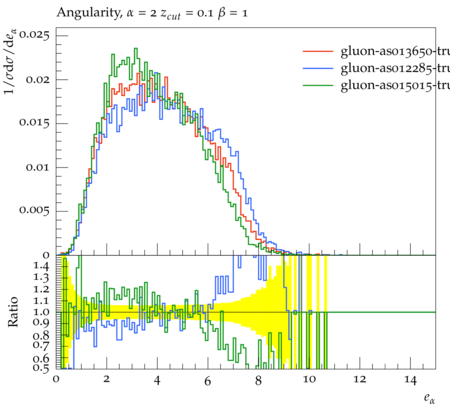 Angularity, α = 2 z_cut = 0.1 β = 1
1/σdσ/de_α
0.025
0.02
0.015
0.01
0.005
0
gluon-as013650-tru
gluon-as012285-tru
gluon-as015015-tru
Ratio
1.4
1.3
1.2
1.1
1.0
0.9
0.8
0.7
0.6
0.5
0 2 4 6 8 10 12 14
e_α